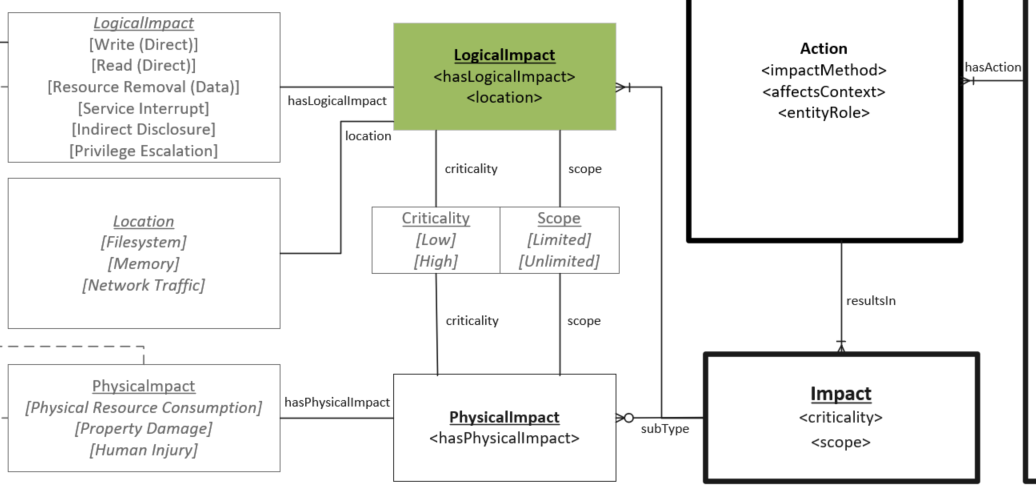 LogicalImpact
[Write (Direct)]
[Read (Direct)]
[Resource Removal (Data)]
[Service Interrupt]
[Indirect Disclosure]
[Privilege Escalation]
hasLogicalImpact
location
LogicalImpact
<hasLogicalImpact>
<location>
Action
<impactMethod>
<affectsContext>
<entityRole>
hasAction
criticality
scope
Location
[Filesystem]
[Memory]
[Network Traffic]
Criticality
[Low]
[High]
Scope
[Limited]
[Unlimited]
criticality
scope
resultsIn
PhysicaImpact
[Physical Resource Consumption]
[Property Damage]
[Human Injury]
hasPhysicalImpact
PhysicalImpact
<hasPhysicalImpact>
subType
Impact
<criticality>
<scope>